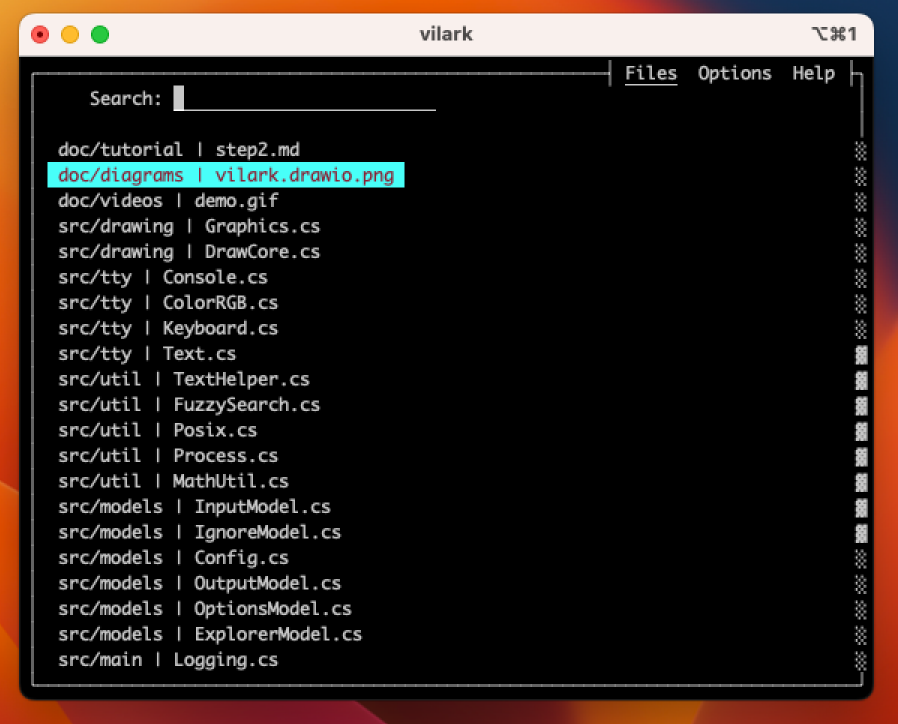 vilark ⌥⌘1
Files Options Help
Search:
doc/tutorial | step2.md
doc/diagrams | vilark.drawio.png
doc/videos | demo.gif
src/drawing | Graphics.cs
src/drawing | DrawCore.cs
src/tty | Console.cs
src/tty | ColorRGB.cs
src/tty | Keyboard.cs
src/tty | Text.cs
src/util | TextHelper.cs
src/util | FuzzySearch.cs
src/util | Posix.cs
src/util | Process.cs
src/util | MathUtil.cs
src/models | InputModel.cs
src/models | IgnoreModel.cs
src/models | Config.cs
src/models | OutputModel.cs
src/models | OptionsModel.cs
src/models | ExplorerModel.cs
src/main | Logging.cs